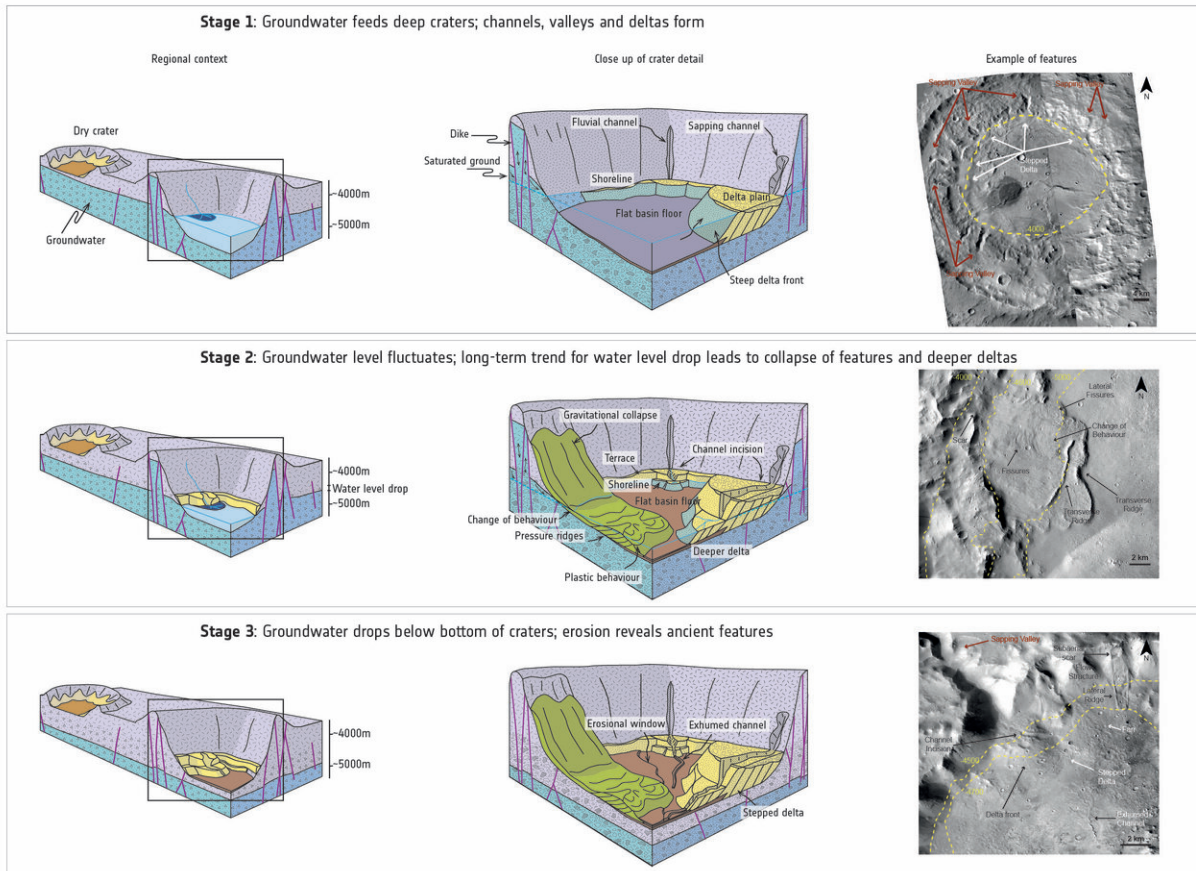 Stage 1: Groundwater feeds deep craters; channels, valleys and deltas form
Regional context
Close up of crater detail
Example of features
Dry crater
Groundwater
~4000m
~5000m
Dike
Saturated ground
Fluvial channel
Sapping channel
Shoreline
Delta plain
Flat basin floor
Steep delta front
Sapping Valley
Sapping Valley
N
Stepped
Delta
4000
Sapping Valley
2 km
Stage 2: Groundwater level fluctuates; long-term trend for water level drop leads to collapse of features and deeper deltas
~4000m
Water level drop
~5000m
Gravitational collapse
Terrace
Channel incision
Shoreline
Flat basin floor
Change of behaviour
Pressure ridges
Plastic behaviour
Deeper delta
4000
Lateral
Fissures
N
Scar
Change of
Behaviour
Fissures
Transverse
Ridge
Transverse
Ridge
2 km
Stage 3: Groundwater drops below bottom of craters; erosion reveals ancient features
~4000m
~5000m
Erosional window
Exhumed channel
Stepped delta
Sapping Valley
scar
N
Structure
Lateral
Ridge
Channel
Incision
4500
Stepped
Delta
Delta front
Exhumed
Channel
2 km